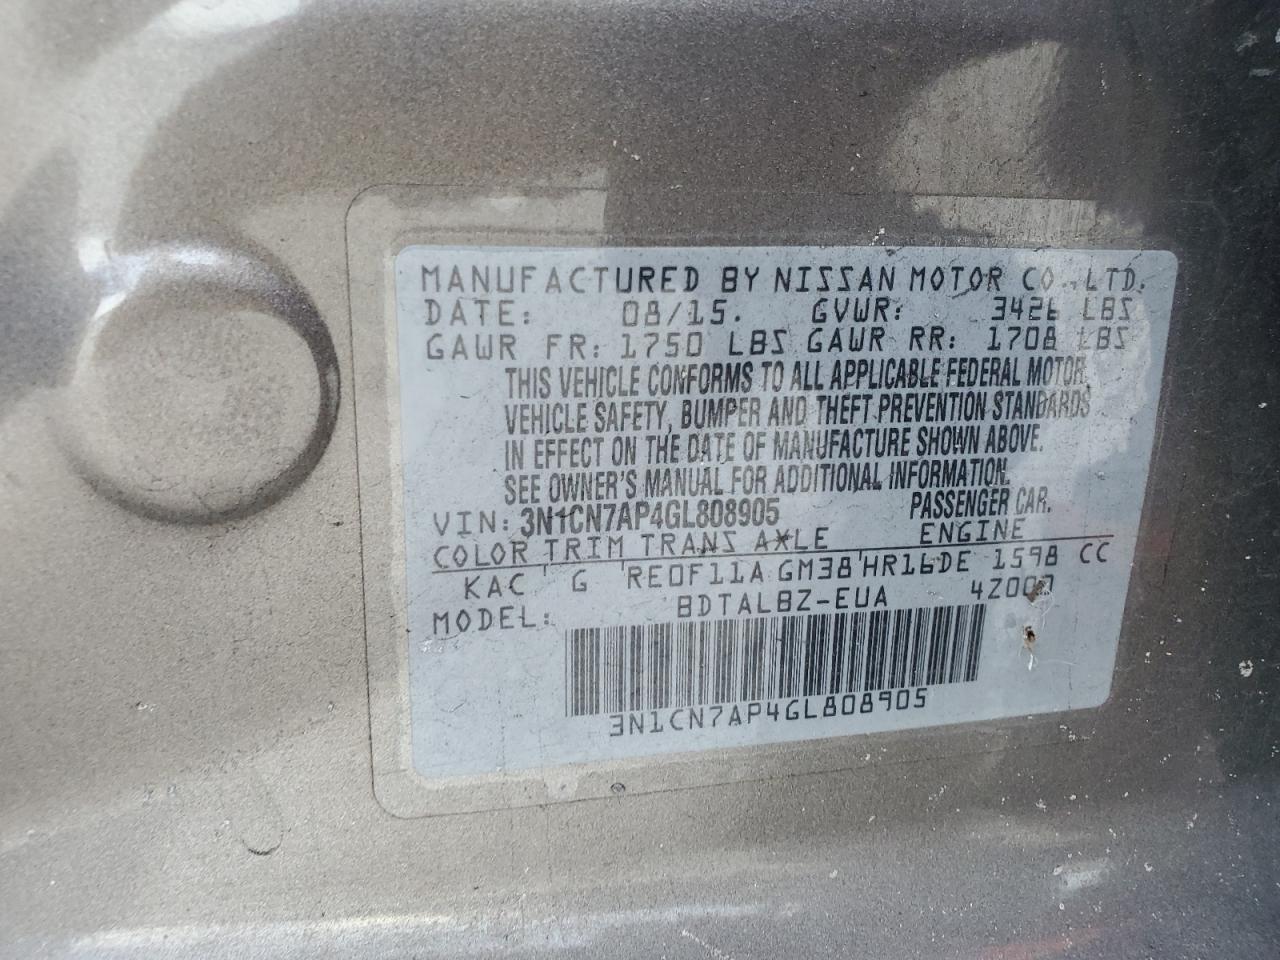 MANUFACTURED BY NISSAN MOTOR CO., LTD.
DATE: 08/15. GVWR: 3426 LBS
GAWR FR: 1750 LBS GAWR RR: 1708 LBS
THIS VEHICLE CONFORMS TO ALL APPLICABLE FEDERAL MOTOR
VEHICLE SAFETY, BUMPER AND THEFT PREVENTION STANDARDS
IN EFFECT ON THE DATE OF MANUFACTURE SHOWN ABOVE.
SEE OWNER'S MANUAL FOR ADDITIONAL INFORMATION.
VIN: 3N1CN7AP4GL808905 PASSENGER CAR.
COLOR TRIM TRANS AXLE ENGINE
KAC G RE0F11A GM38 HR16DE 1598 CC
MODEL: BDTALBZ-EUA
3N1CN7AP4GL808905